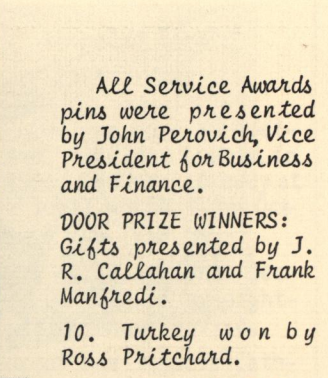 All Service Awards
pins were presented
by John Perovich, Vice
President for Business
and Finance.
DOOR PRIZE WINNERS:
Gifts presented by J.
R. Callahan and Frank
Manfredi.
10. Turkey won by
Ross Pritchard.